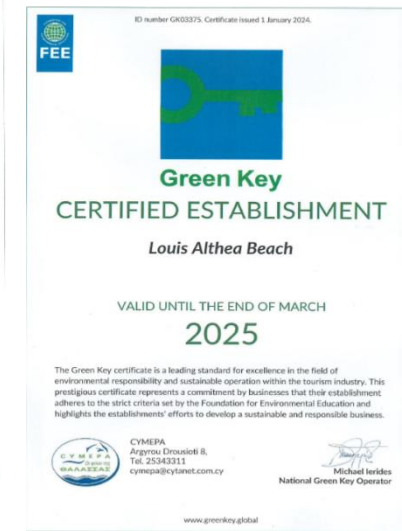 ID number GK03375. Certificate issued 1 January 2024.
FEE
Green Key
CERTIFIED ESTABLISHMENT
Louis Althea Beach
VALID UNTIL THE END OF MARCH
2025
The Green Key certificate is a leading standard for excellence in the field of
environmental responsibility and sustainable operation within the tourism industry. This
prestigious certificate represents a commitment by businesses that their establishment
adheres to the strict criteria set by the Foundation for Environmental Education and
highlights the establishments' efforts to develop a sustainable and responsible business.
CYMEPA
ΘΑΛΑΣΣΑΣ
CYMEPA
Argyrou Drousioti 8,
Tel. 25343311
cymepa@cytanet.com.cy
Michael Ierides
National Green Key Operator
www.greenkey.global